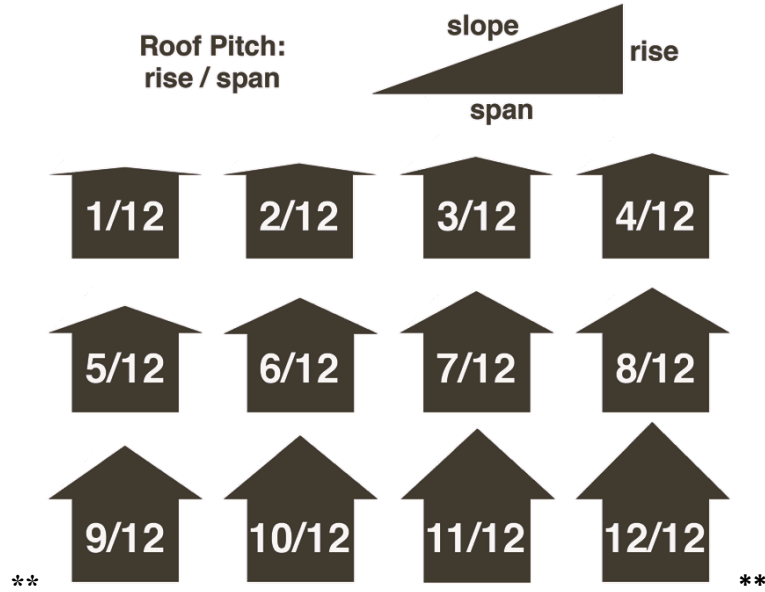 Roof Pitch:
rise / span
slope
rise
span
1/12 2/12 3/12 4/12
5/12 6/12 7/12 8/12
9/12 10/12 11/12 12/12
** **